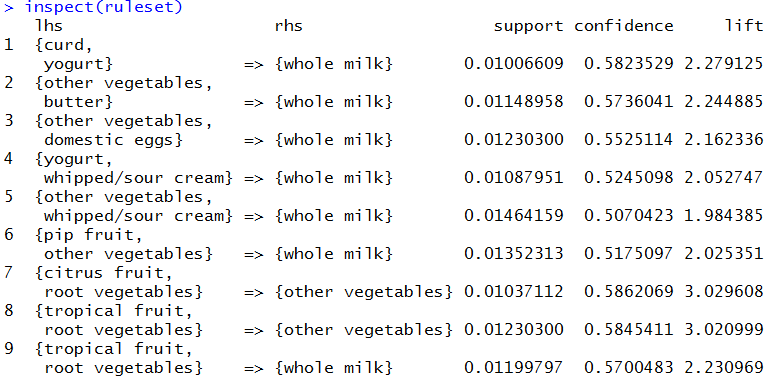 > inspect(ruleset)
lhs rhs support confidence lift
1 {curd,
yogurt} => {whole milk} 0.01006609 0.5823529 2.279125
2 {other vegetables,
butter} => {whole milk} 0.01148958 0.5736041 2.244885
3 {other vegetables,
domestic eggs} => {whole milk} 0.01230300 0.5525114 2.162336
4 {yogurt,
whipped/sour cream} => {whole milk} 0.01087951 0.5245098 2.052747
5 {other vegetables,
whipped/sour cream} => {whole milk} 0.01464159 0.5070423 1.984385
6 {pip fruit,
other vegetables} => {whole milk} 0.01352313 0.5175097 2.025351
7 {citrus fruit,
root vegetables} => {other vegetables} 0.01037112 0.5862069 3.029608
8 {tropical fruit,
root vegetables} => {other vegetables} 0.01230300 0.5845411 3.020999
9 {tropical fruit,
root vegetables} => {whole milk} 0.01199797 0.5700483 2.230969